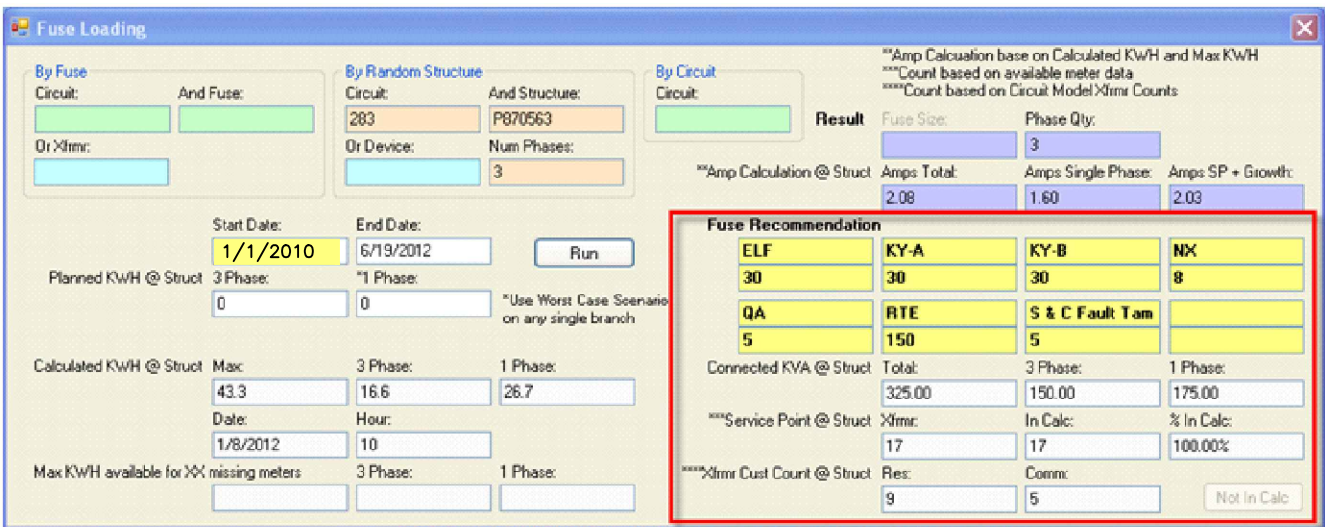 Fuse Loading
**Amp Calcuation base on Calculated KWH and Max KWH
***Count based on available meter data
****Count based on Circuit Model Xfrmr Counts
By Fuse
Circuit: And Fuse:
Or Xfmr:
By Random Structure
Circuit: And Structure:
283 P870563
Or Device: Num Phases:
3
By Circuit
Circuit:
Result Fuse Size: Phase Qty:
3
**Amp Calculation @ Struct Amps Total: Amps Single Phase: Amps SP + Growth:
2.08 1.60 2.03
Start Date: End Date:
1/1/2010 6/19/2012 Run
Planned KWH @ Struct 3 Phase: *1 Phase:
0 0
*Use Worst Case Scenario
on any single branch
Calculated KWH @ Struct Max: 3 Phase: 1 Phase:
43.3 16.6 26.7
Date: Hour:
1/8/2012 10
Max KWH available for XX missing meters 3 Phase: 1 Phase:
Fuse Recommendation
ELF KY-A KY-B NX
30 30 30 8
QA RTE S & C Fault Tam
5 150 5
Connected KVA @ Struct Total: 3 Phase: 1 Phase:
325.00 150.00 175.00
***Service Point @ Struct Xfmr: In Calc: % In Calc:
17 17 100.00%
****Xfrmr Cust Count @ Struct Res: Comm:
9 5 Not In Calc